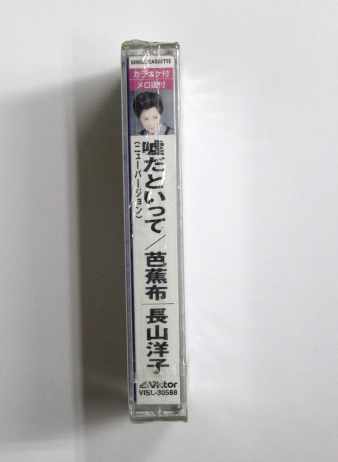 SINGLE CASSETTE
カラオケ付
メロ譜付
嘘だといって／芭蕉布
(ニューバージョン)
長山洋子
Victor
VISL-30588